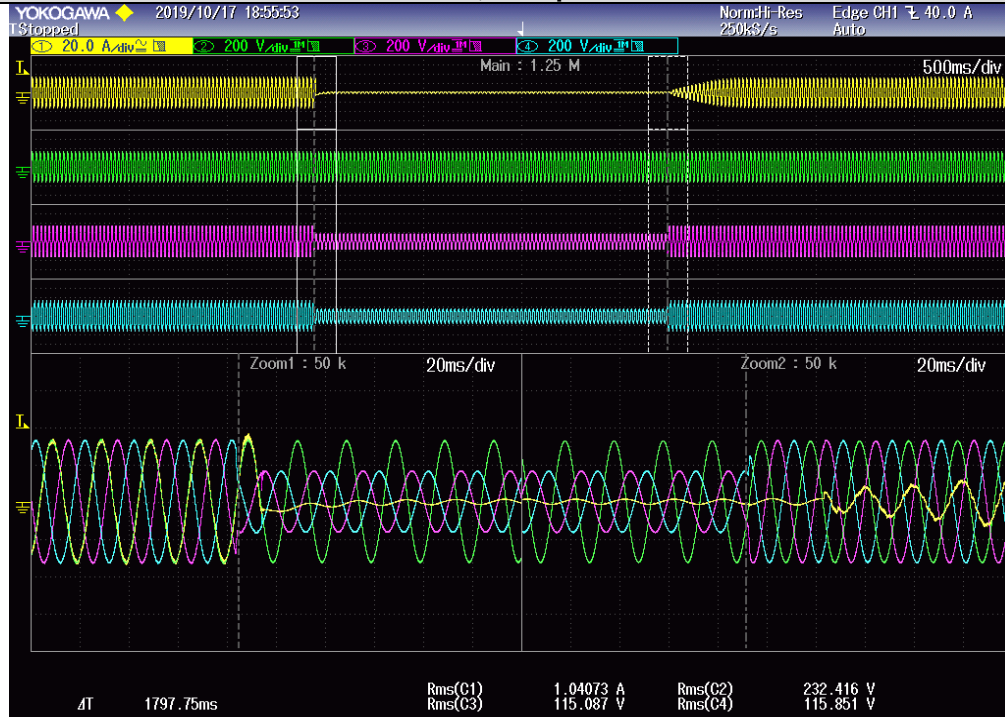 YOKOGAWA 2019/10/17 18:55:53 Norm:Hi-Res Edge CH1 40.0 A
Stopped 250kS/s Auto
1 20.0 A/div 2 200 V/div 3 200 V/div 4 200 V/div
Main : 1.25 M 500ms/div
Zoom1 : 50 k 20ms/div Zoom2 : 50 k 20ms/div
ΔT 1797.75ms Rms(C1) 1.04073 A Rms(C2) 232.416 V
Rms(C3) 115.087 V Rms(C4) 115.851 V